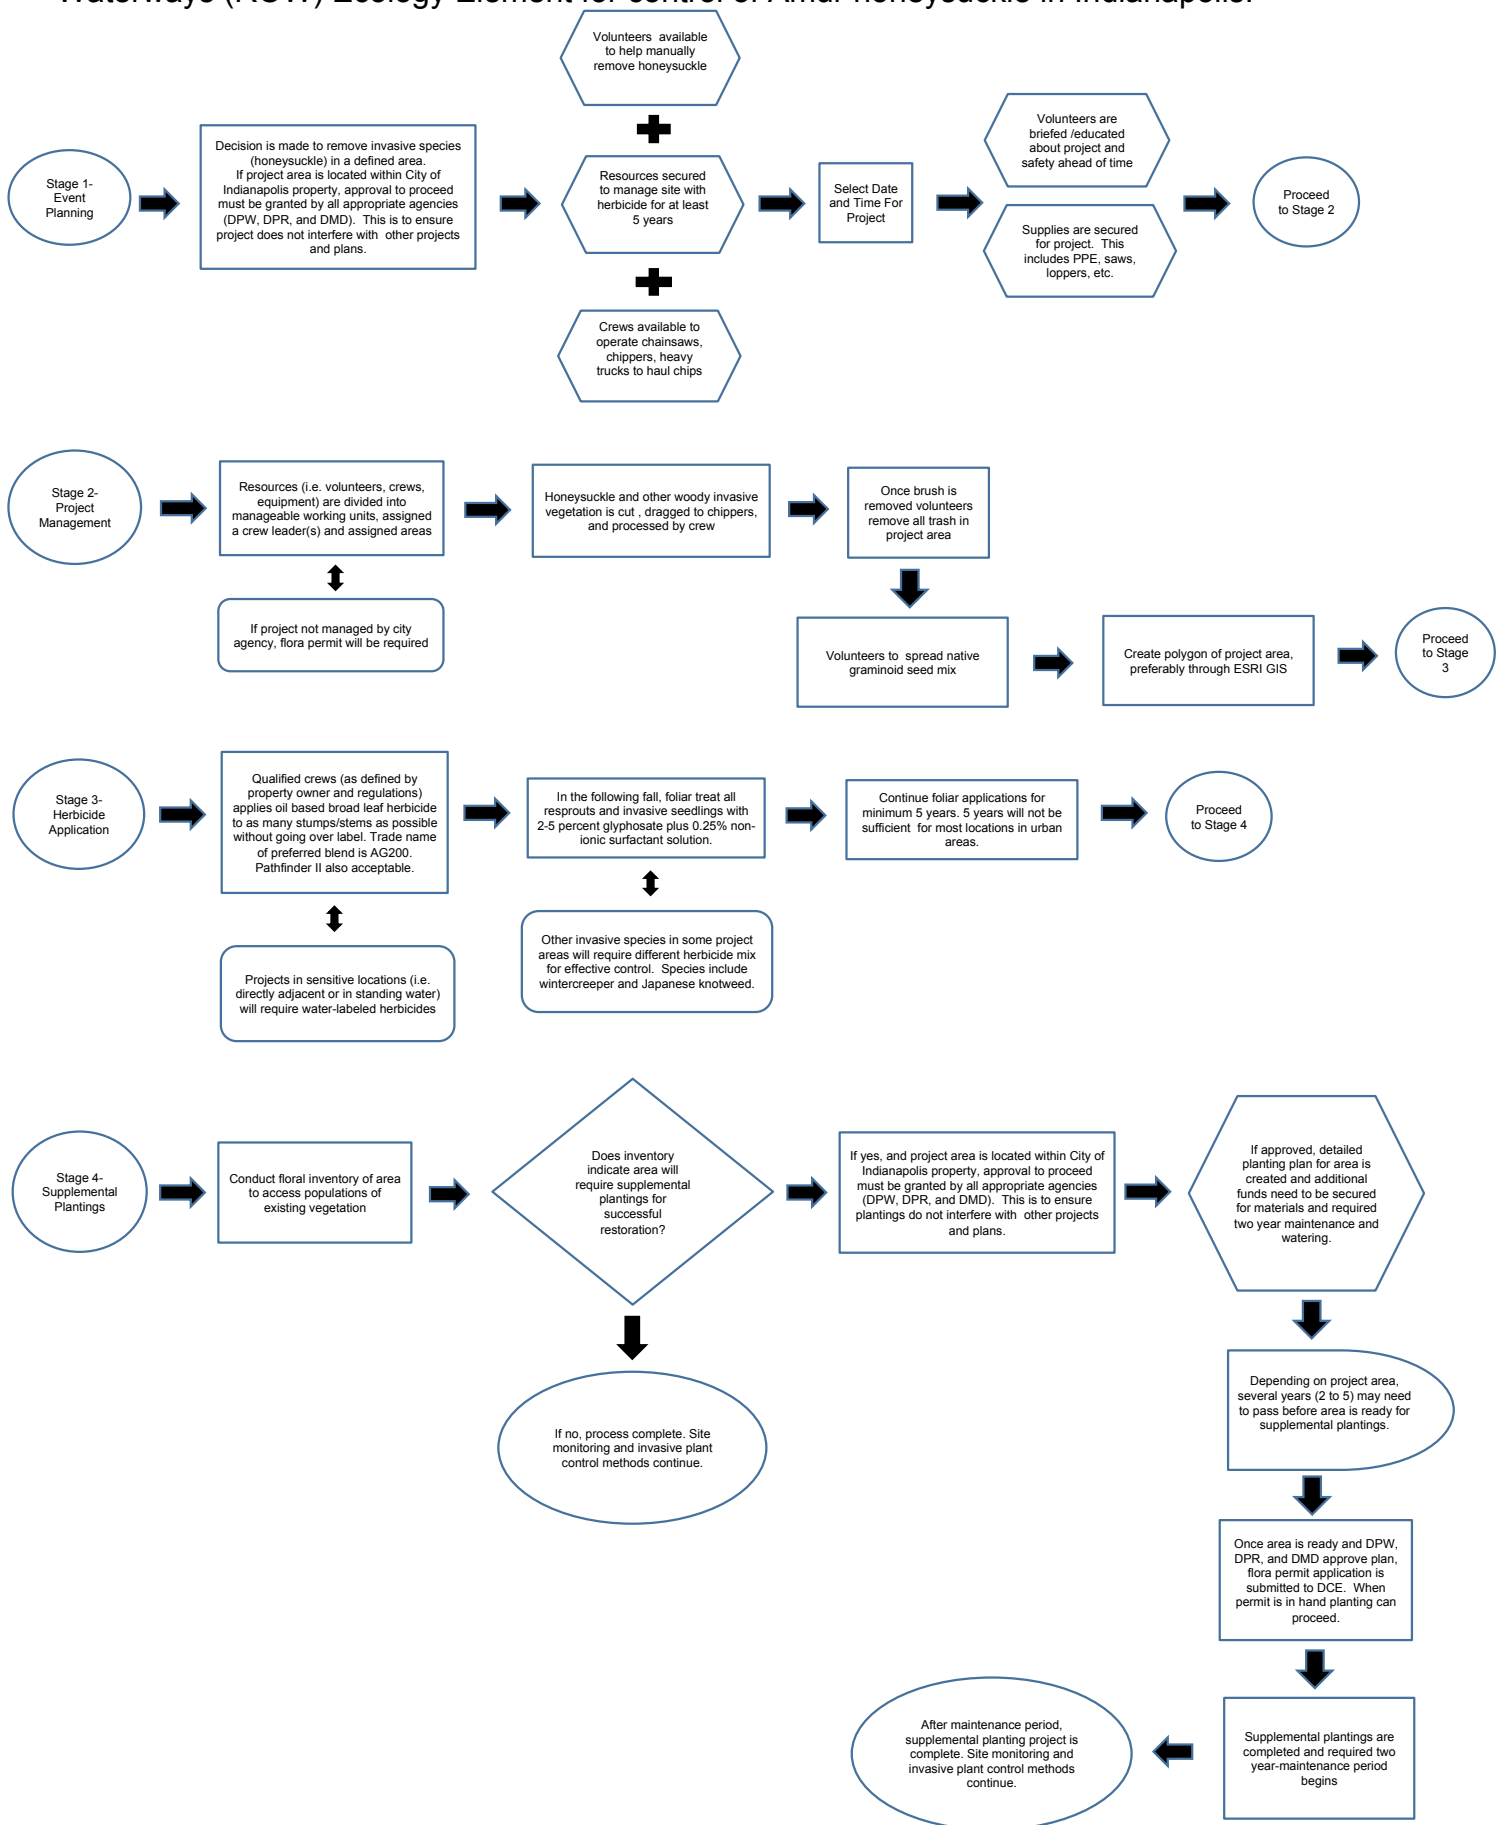 Waterways (ROW) Ecology Element for control of Amur honeysuckle in Indianapolis.
Volunteers available
to help manually
remove honeysuckle
Stage 1-
Event
Planning
Decision is made to remove invasive species
(honeysuckle) in a defined area.
If project area is located within City of
Indianapolis property, approval to proceed
must be granted by all appropriate agencies
(DPW, DPR, and DMD). This is to ensure
project does not interfere with other projects
and plans.
Resources secured
to manage site with
herbicide for at least
5 years
Crews available to
operate chainsaws,
chippers, heavy
trucks to haul chips
Select Date
and Time For
Project
Volunteers are
briefed /educated
about project and
safety ahead of time
Supplies are secured
for project. This
includes PPE, saws,
loppers, etc.
Proceed
to Stage 2
Stage 2-
Project
Management
Resources (i.e. volunteers, crews,
equipment) are divided into
manageable working units, assigned
a crew leader(s) and assigned areas
If project not managed by city
agency, flora permit will be required
Honeysuckle and other woody invasive
vegetation is cut , dragged to chippers,
and processed by crew
Once brush is
removed volunteers
remove all trash in
project area
Volunteers to spread native
graminoid seed mix
Create polygon of project area,
preferably through ESRI GIS
Proceed
to Stage
3
Stage 3-
Herbicide
Application
Qualified crews (as defined by
property owner and regulations)
applies oil based broad leaf herbicide
to as many stumps/stems as possible
without going over label. Trade name
of preferred blend is AG200.
Pathfinder II also acceptable.
Projects in sensitive locations (i.e.
directly adjacent or in standing water)
will require water-labeled herbicides
In the following fall, foliar treat all
resprouts and invasive seedlings with
2-5 percent glyphosate plus 0.25% non-
ionic surfactant solution.
Other invasive species in some project
areas will require different herbicide mix
for effective control. Species include
wintercreeper and Japanese knotweed.
Continue foliar applications for
minimum 5 years. 5 years will not be
sufficient for most locations in urban
areas.
Proceed
to Stage 4
Stage 4-
Supplemental
Plantings
Conduct floral inventory of area
to access populations of
existing vegetation
Does inventory
indicate area will
require supplemental
plantings for
successful
restoration?
If no, process complete. Site
monitoring and invasive plant
control methods continue.
If yes, and project area is located within City of
Indianapolis property, approval to proceed
must be granted by all appropriate agencies
(DPW, DPR, and DMD). This is to ensure
plantings do not interfere with other projects
and plans.
If approved, detailed
planting plan for area is
created and additional
funds need to be secured
for materials and required
two year maintenance and
watering.
Depending on project area,
several years (2 to 5) may need
to pass before area is ready for
supplemental plantings.
Once area is ready and DPW,
DPR, and DMD approve plan,
flora permit application is
submitted to DCE. When
permit is in hand planting can
proceed.
Supplemental plantings are
completed and required two
year-maintenance period
begins
After maintenance period,
supplemental planting project is
complete. Site monitoring and
invasive plant control methods
continue.